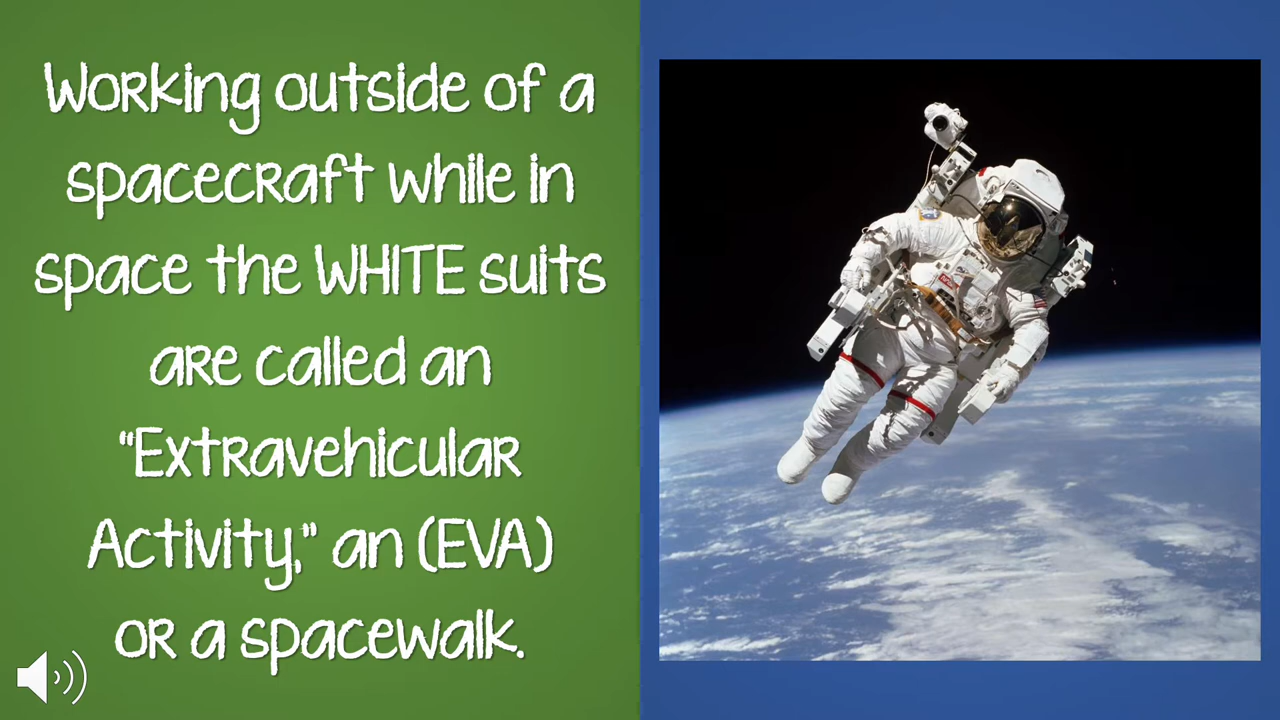 Working outside of a
spacecraft while in
space the WHITE suits
are called an
“Extravehicular
Activity,” an (EVA)
or a spacewalk.